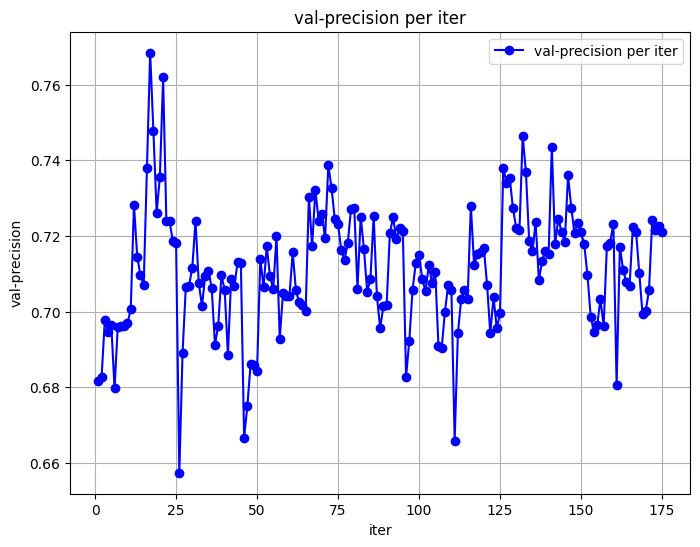 val-precision per iter
val-precision per iter
0.76
0.74
0.72
0.70
0.68
0.66
val-precision
0 25 50 75 100 125 150 175
iter